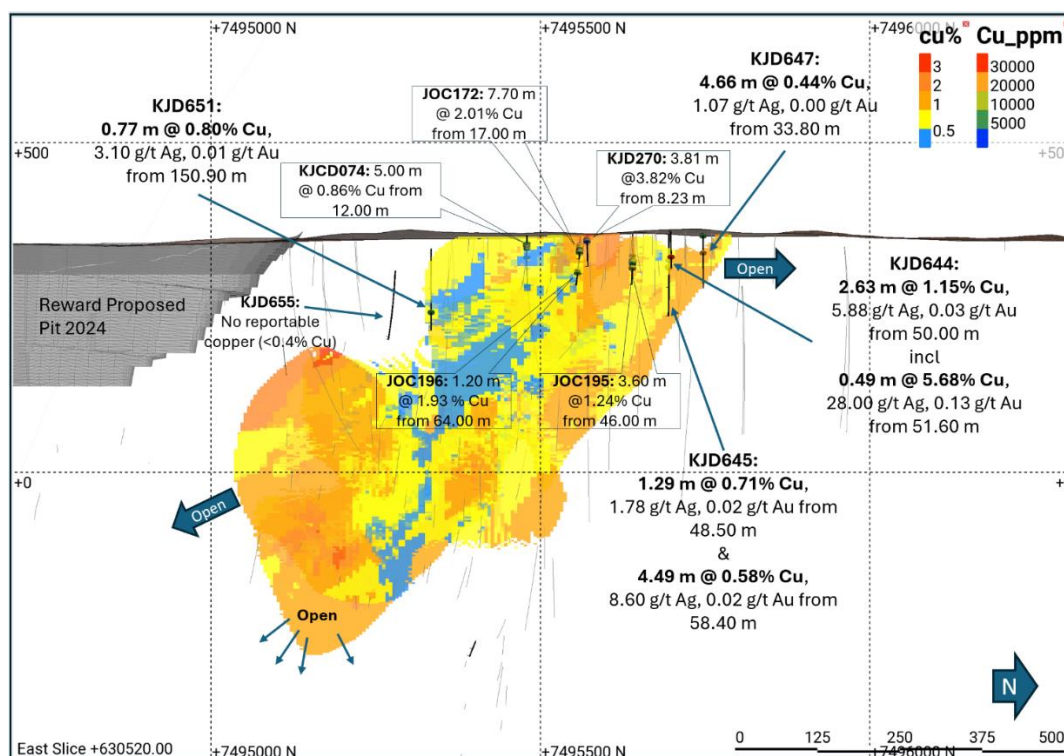 +7495000 N
+7495500 N
+7496000 N
cu%
Cu_ppm
3
2
1
0.5
30000
20000
10000
5000
KJD647:
4.66 m @ 0.44% Cu,
1.07 g/t Ag, 0.00 g/t Au
from 33.80 m
JOC172: 7.70 m
@ 2.01% Cu
from 17.00 m
KJD651:
0.77 m @ 0.80% Cu,
3.10 g/t Ag, 0.01 g/t Au
from 150.90 m
+500
+50
KJCD074: 5.00 m
@ 0.86% Cu from
12.00 m
KJD270: 3.81 m
@3.82% Cu
from 8.23 m
Open
Reward Proposed
Pit 2024
KJD655:
No reportable
copper (<0.4% Cu)
KJD644:
2.63 m @ 1.15% Cu,
5.88 g/t Ag, 0.03 g/t Au
from 50.00 m
incl
0.49 m @ 5.68% Cu,
28.00 g/t Ag, 0.13 g/t Au
from 51.60 m
JOC196: 1.20 m
@ 1.93 % Cu
from 64.00 m
JOC195: 3.60 m
@1.24% Cu
from 46.00 m
KJD645:
1.29 m @ 0.71% Cu,
1.78 g/t Ag, 0.02 g/t Au from
48.50 m
&
4.49 m @ 0.58% Cu,
8.60 g/t Ag, 0.02 g/t Au from
58.40 m
+0
+
Open
Open
N
East Slice +630520.00
+7495000 N
+7495500 N
+7496000 N
0 125 250 375 500